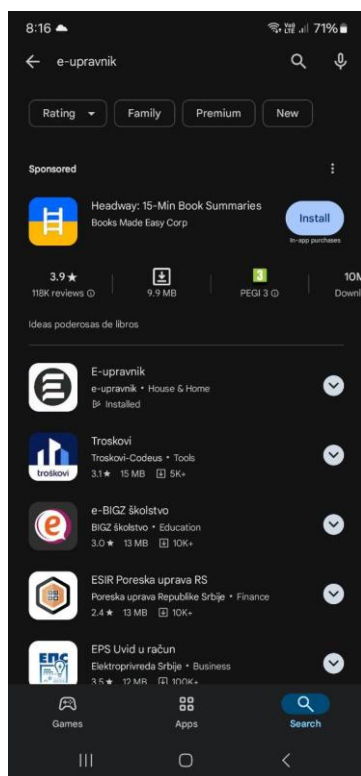 8:16 71%
e-upravnik
Rating Family Premium New
Sponsored
Headway: 15-Min Book Summaries
Books Made Easy Corp
Install
In-app purchases
3.9★ 3 10M
118K reviews 9.9 MB PEGI 3 Downl
Ideas poderosas de libros
E-upravnik
e-upravnik • House & Home
Installed
Troskovi
Troskovi-Codeus • Tools
troškovi
3.1★ 15 MB 5K+
e-BIGZ školstvo
BIGZ školstvo • Education
3.0★ 13 MB 10K+
ESIR Poreska uprava RS
Poreska uprava Republike Srbije • Finance
2.4★ 13 MB 10K+
EPS Uvid u račun
ЕПС
Elektroprivreda Srbije • Business
3.5★ 12 MB 100K+
Games Apps Search